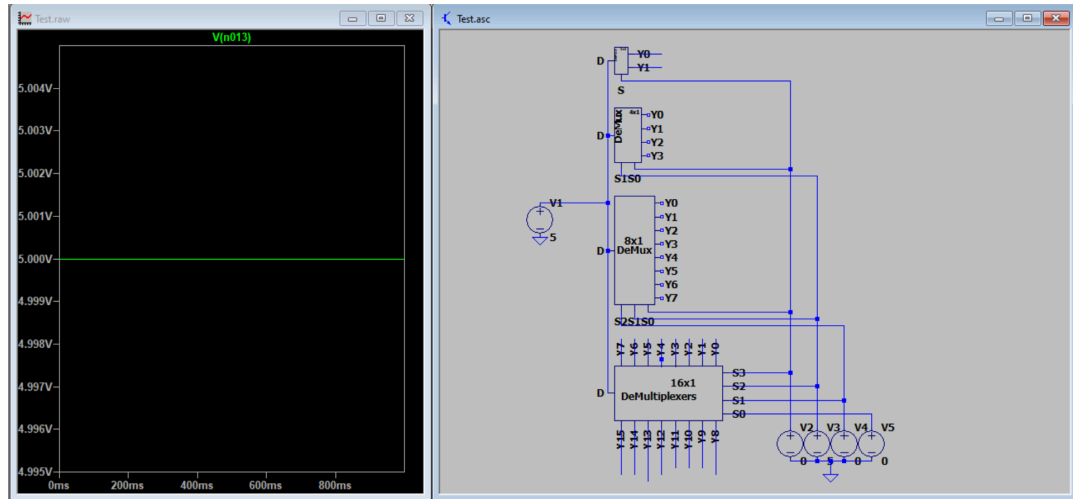 Test.raw
V(n013)
5.004V
5.003V
5.002V
5.001V
5.000V
4.999V
4.998V
4.997V
4.996V
4.995V
0ms 200ms 400ms 600ms 800ms
Test.asc
D Y0
Y1
S
4x1
DeMux
D
Y0
Y1
Y2
Y3
S1S0
V1
5
Y0
Y1
Y2
Y3
Y4
Y5
Y6
Y7
8x1
DeMux
D
S2S1S0
Y7 Y6 Y5 Y4 Y3 Y2 Y1 Y0
16x1
DeMultiplexers
D
S3
S2
S1
S0
Y15 Y14 Y13 Y12 Y11 Y10 Y9 Y8
V2 V3 V4 V5
0 5 0 0